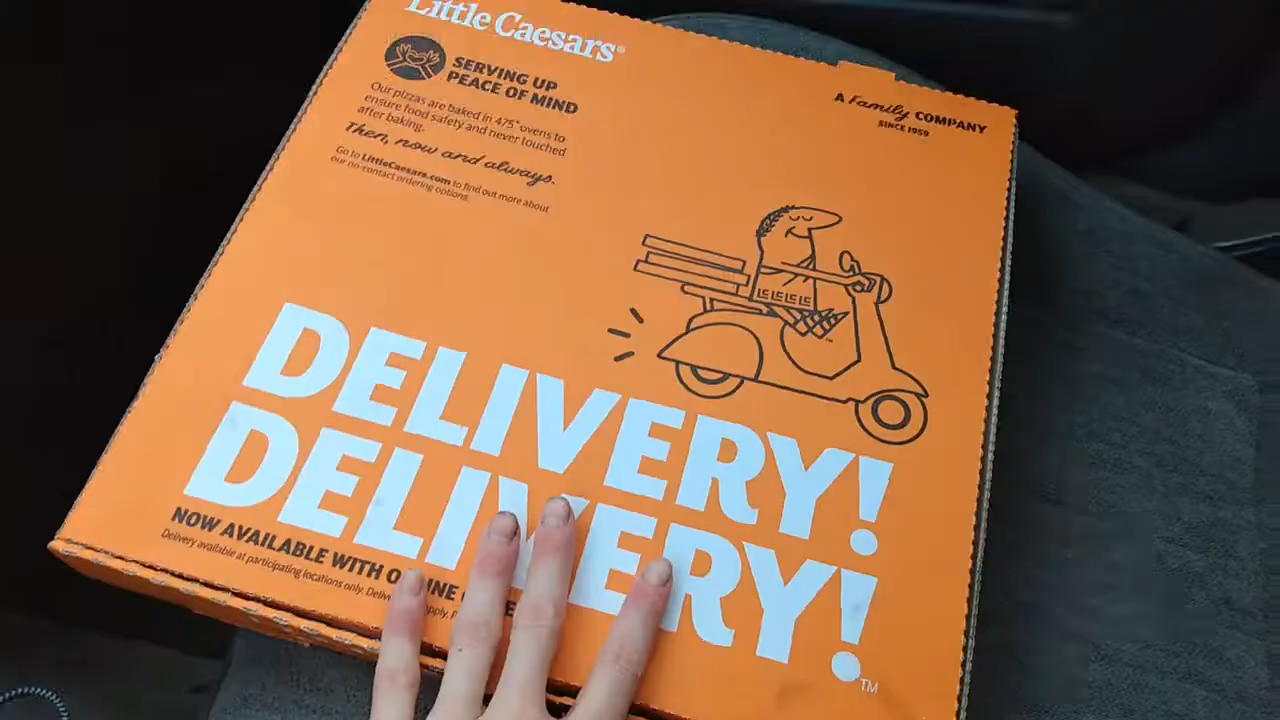 Little Caesars®
SERVING UP
PEACE OF MIND
Our pizzas are baked in 475° ovens to
ensure food safety and never touched
after baking.
Then, now and always.
Go to LittleCaesars.com to find out more about
our no-contact ordering options.
A Family COMPANY
SINCE 1959
LCLCLCLC
TM
DELIVERY!
DELIVERY!
TM
NOW AVAILABLE WITH
Delivery available at participating locations only.